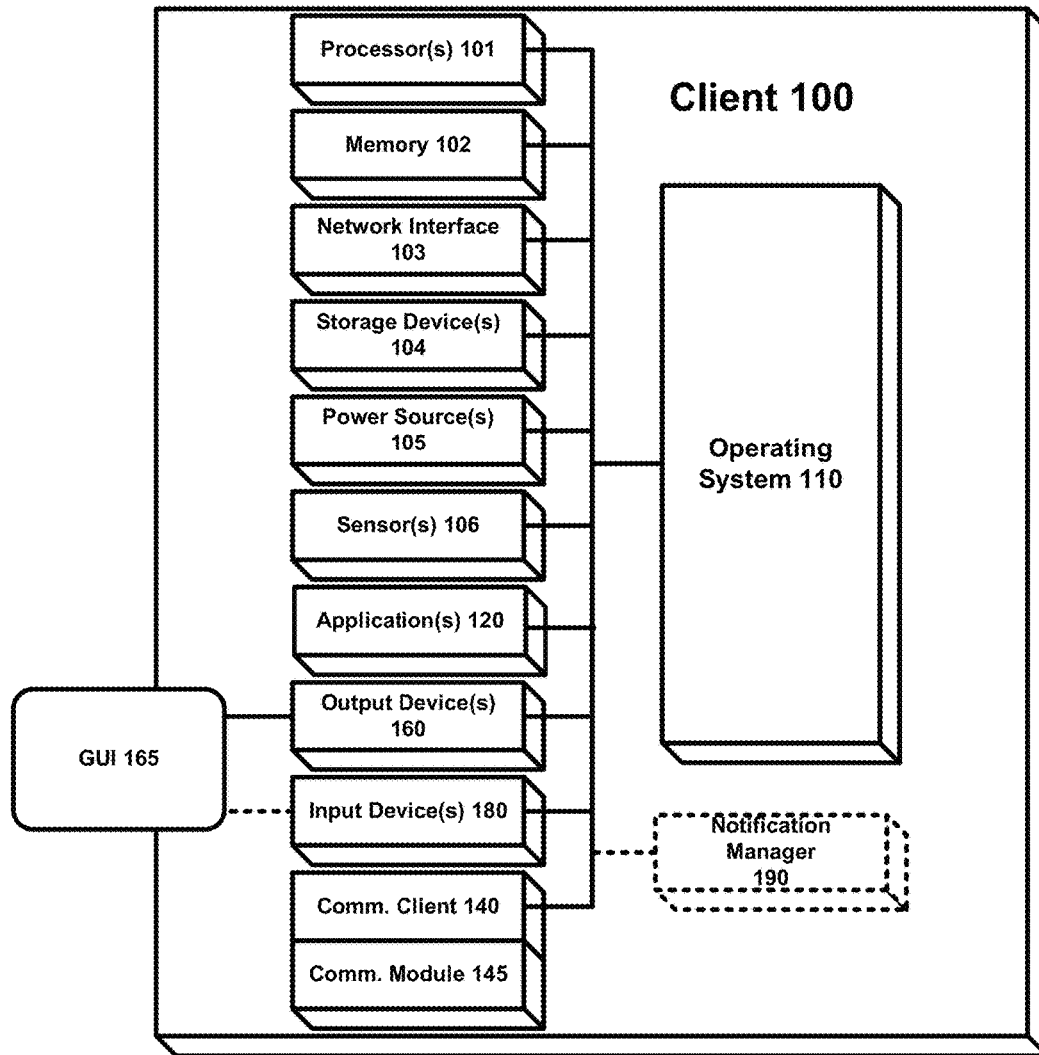 Processor(s) 101
Client 100
Memory 102
Network Interface
103
Storage Device(s)
104
Power Source(s)
105
Operating
System 110
Sensor(s) 106
Application(s) 120
Output Device(s)
160
GUI 165
Input Device(s) 180
Notification
Manager
190
Comm. Client 140
Comm. Module 145